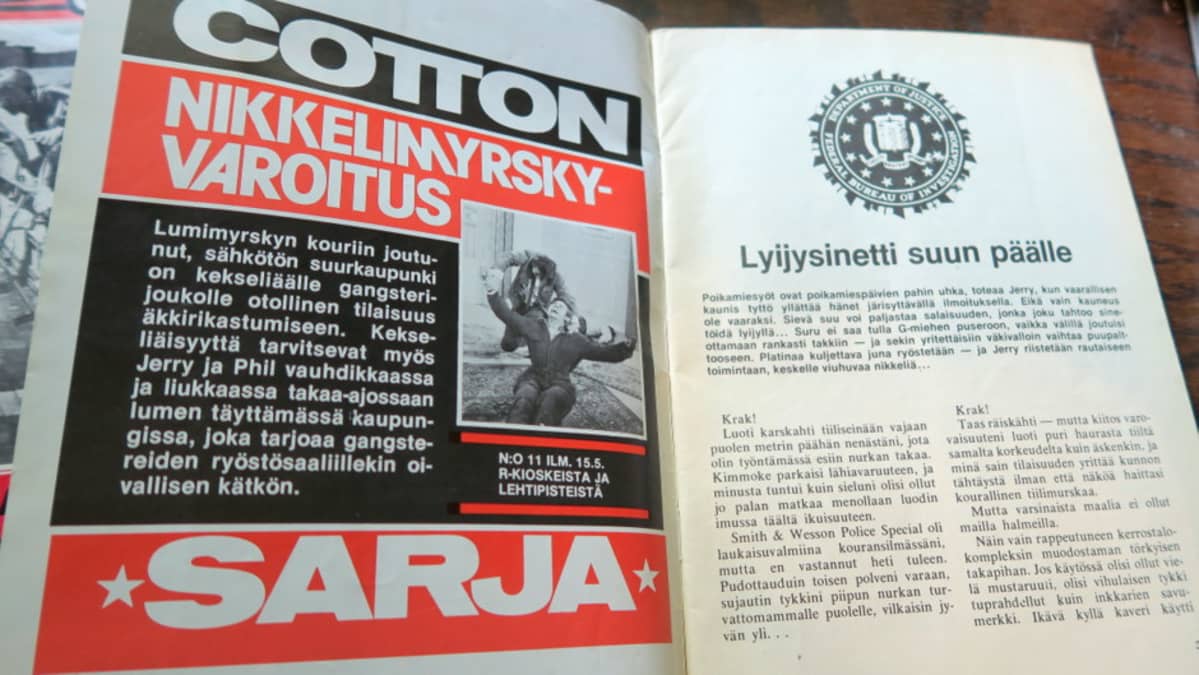 COTTON
NIKKELIMYRSKY-
VAROITUS
Lumimyrskyn kouriin joutu-
nut, sähkötön suurkaupunki
on kekseliäälle gangsteri-
joukolle otollinen tilaisuus
äkkirikastumiseen. Kekse-
liäisyyttä tarvitsevat myös
Jerry ja Phil vauhdikkaassa
ja liukkaassa takaa-ajossaan
lumen täyttämässä kaupun-
gissa, joka tarjoaa gangste-
reiden ryöstösaaliillekin oi-
vallisen kätkön.
N:O 11 ILM. 15.5.
R-KIOSKEISTA JA
LEHTIPISTEISTÄ
SARJA
DEPARTMENT OF JUSTICE
FEDERAL BUREAU OF INVESTIGATION
Lyijysinetti suun päälle
Poikamiesyöt ovat poikamiespäivien pahin uhka, toteaa Jerry, kun vaarallisen
kaunis tyttö yllättää hänet järisyttävällä ilmoituksella. Eikä vain kauneus
ole vaaraksi. Sievä suu voi paljastaa salaisuuden, jonka joku tahtoo sine-
töidä lyijyllä... Suru ei saa tulla G-miehen puseroon, vaikka välillä joutuisi
ottamaan rankasti takkiin — ja sekin yritettäisiin väkivalloin vaihtaa puupalt-
tooseen. Platinaa kuljettava juna ryöstetään — ja Jerry riistetään rautaiseen
toimintaan, keskelle viuhuvaa nikkeliä...
Krak!
Luoti karskahti tiiliseinään vajaan
puolen metrin päähän nenästäni, jota
olin työntämässä esiin nurkan takaa.
Kimmoke parkaisi lähiavaruuteen, ja
minusta tuntui kuin sieluni olisi ollut
jo palan matkaa menollaan luodin
imussa täältä ikuisuuteen.
Smith & Wesson Police Special oli
laukaisuvalmiina kouransilmässäni,
mutta en vastannut heti tuleen.
Pudottauduin toisen polveni varaan,
sujautin tykkini piipun nurkan tur-
vattomammalle puolelle, vilkaisin jy-
vän yli. . .
Krak!
Taas räiskähti — mutta kiitos varo-
vaisuuteni luoti puri haurasta tiiltä
samalta korkeudelta kuin äskenkin, ja
minä sain tilaisuuden yrittää kunnon
tähtäystä ilman että näköä haittasi
kourallinen tiilimurskaa.
Mutta varsinaista maalia ei ollut
mailla halmeilla.
Näin vain rappeutuneen kerrostalo-
kompleksin muodostaman törkyisen
takapihan. Jos käytössä olisi ollut vie-
lä mustaruuti, olisi vihulaisen tykki
tuprahdellut kuin inkkarien savu-
merkki. Ikävä kyllä kaveri käytti